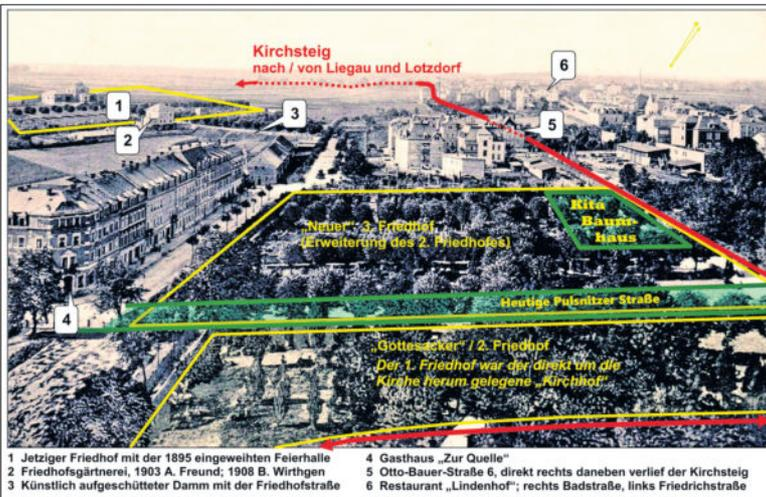 Kirchsteig
nach / von Liegau und Lotzdorf
6
1
2
3
5
Kita
Baum-
haus
„Neuer“ 3. Friedhof
(Erweiterung des 2. Friedhofes)
Heutige Pulsnitzer Straße
4
„Gottesacker“ / 2. Friedhof
Der 1. Friedhof war der direkt um die
Kirche herum gelegene „Kirchhof“
1 Jetziger Friedhof mit der 1895 eingeweihten Feierhalle
2 Friedhofsgärtnerei, 1903 A. Freund; 1908 B. Wirthgen
3 Künstlich aufgeschütteter Damm mit der Friedhofstraße
4 Gasthaus „Zur Quelle“
5 Otto-Bauer-Straße 6, direkt rechts daneben verlief der Kirchsteig
6 Restaurant „Lindenhof“; rechts Badstraße, links Friedrichstraße